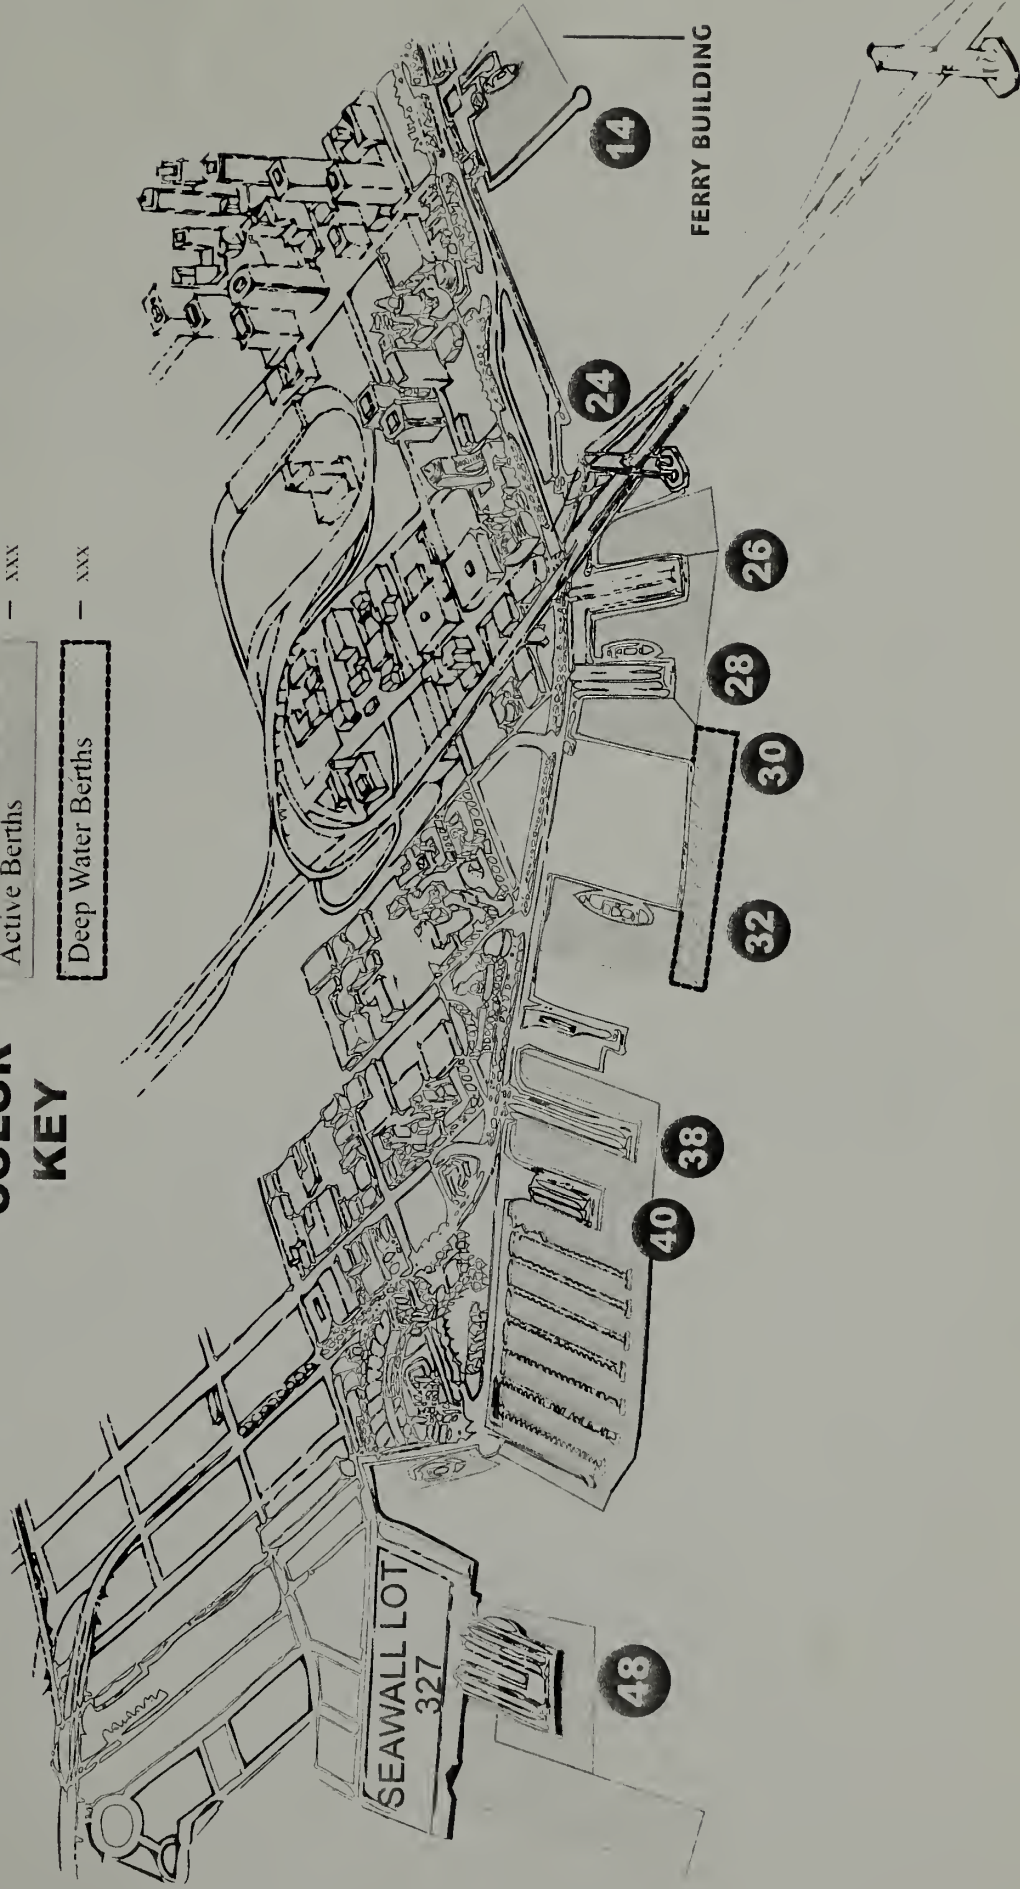 KEY
Active Berths – xxx
Deep Water Berths – xxx
SEAWALL LOT
327
48
40
38
32
30
28
26
24
14
FERRY BUILDING